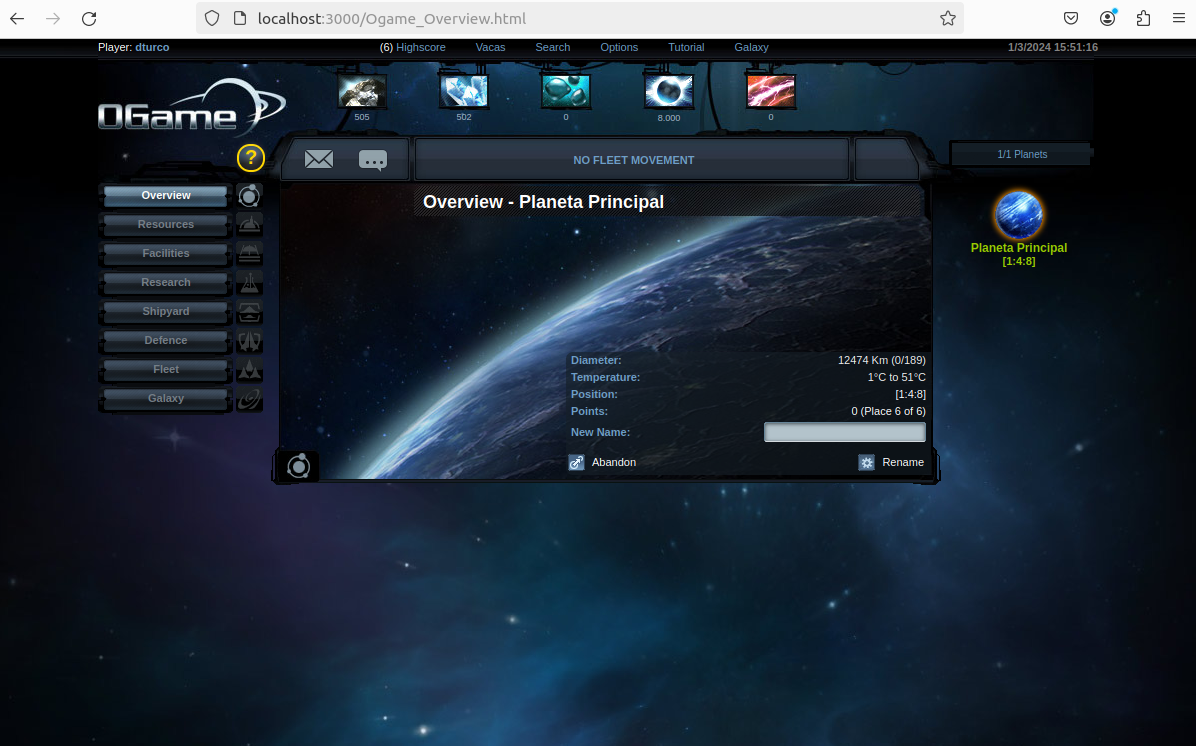 localhost:3000/Ogame_Overview.html
Player: dturco
(6) Highscore Vacas Search Options Tutorial Galaxy
1/3/2024 15:51:16
OGame
505 502 0 8.000 0
?
NO FLEET MOVEMENT
1/1 Planets
Overview
Resources
Facilities
Research
Shipyard
Defence
Fleet
Galaxy
Overview - Planeta Principal
Planeta Principal
[1:4:8]
Diameter: 12474 Km (0/189)
Temperature: 1°C to 51°C
Position: [1:4:8]
Points: 0 (Place 6 of 6)
New Name:
Abandon Rename